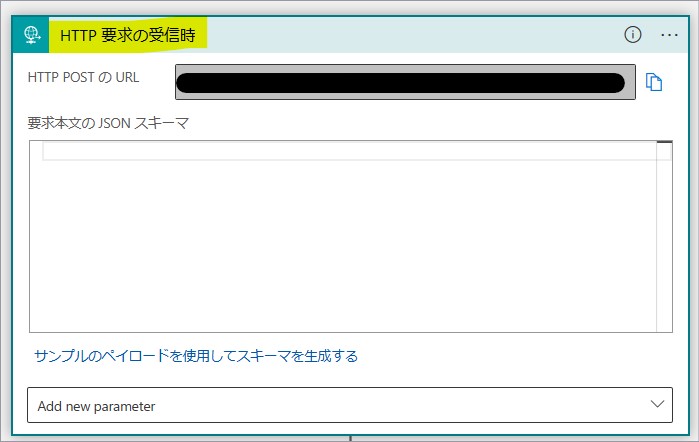 HTTP 要求の受信時
HTTP POST の URL
要求本文の JSON スキーマ
サンプルのペイロードを使用してスキーマを生成する
Add new parameter